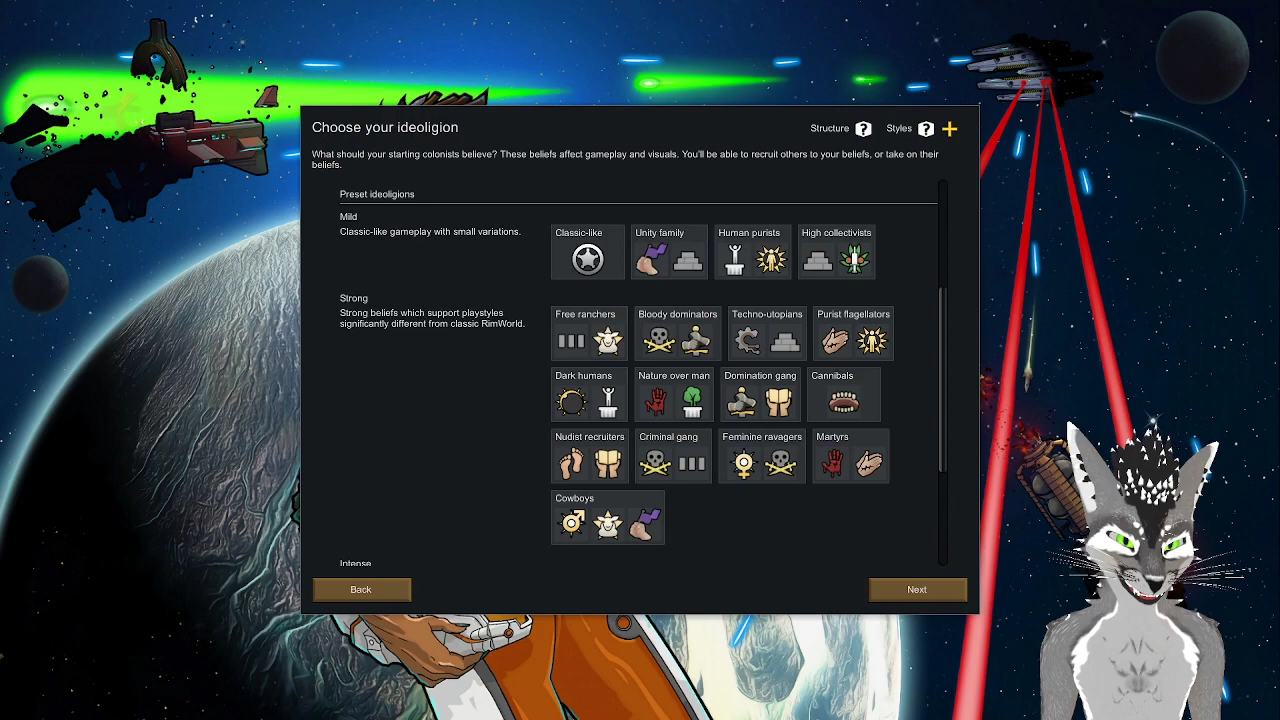 Choose your ideoligion
Structure ? Styles ? +
What should your starting colonists believe? These beliefs affect gameplay and visuals. You'll be able to recruit others to your beliefs, or take on their
beliefs.
Preset ideoligions
Mild
Classic-like gameplay with small variations.
Classic-like
Unity family
Human purists
High collectivists
Strong
Strong beliefs which support playstyles
significantly different from classic RimWorld.
Free ranchers
Bloody dominators
Techno-utopians
Purist flagellators
Dark humans
Nature over man
Domination gang
Cannibals
Nudist recruiters
Criminal gang
Feminine ravagers
Martyrs
Cowboys
Intense
Back
Next